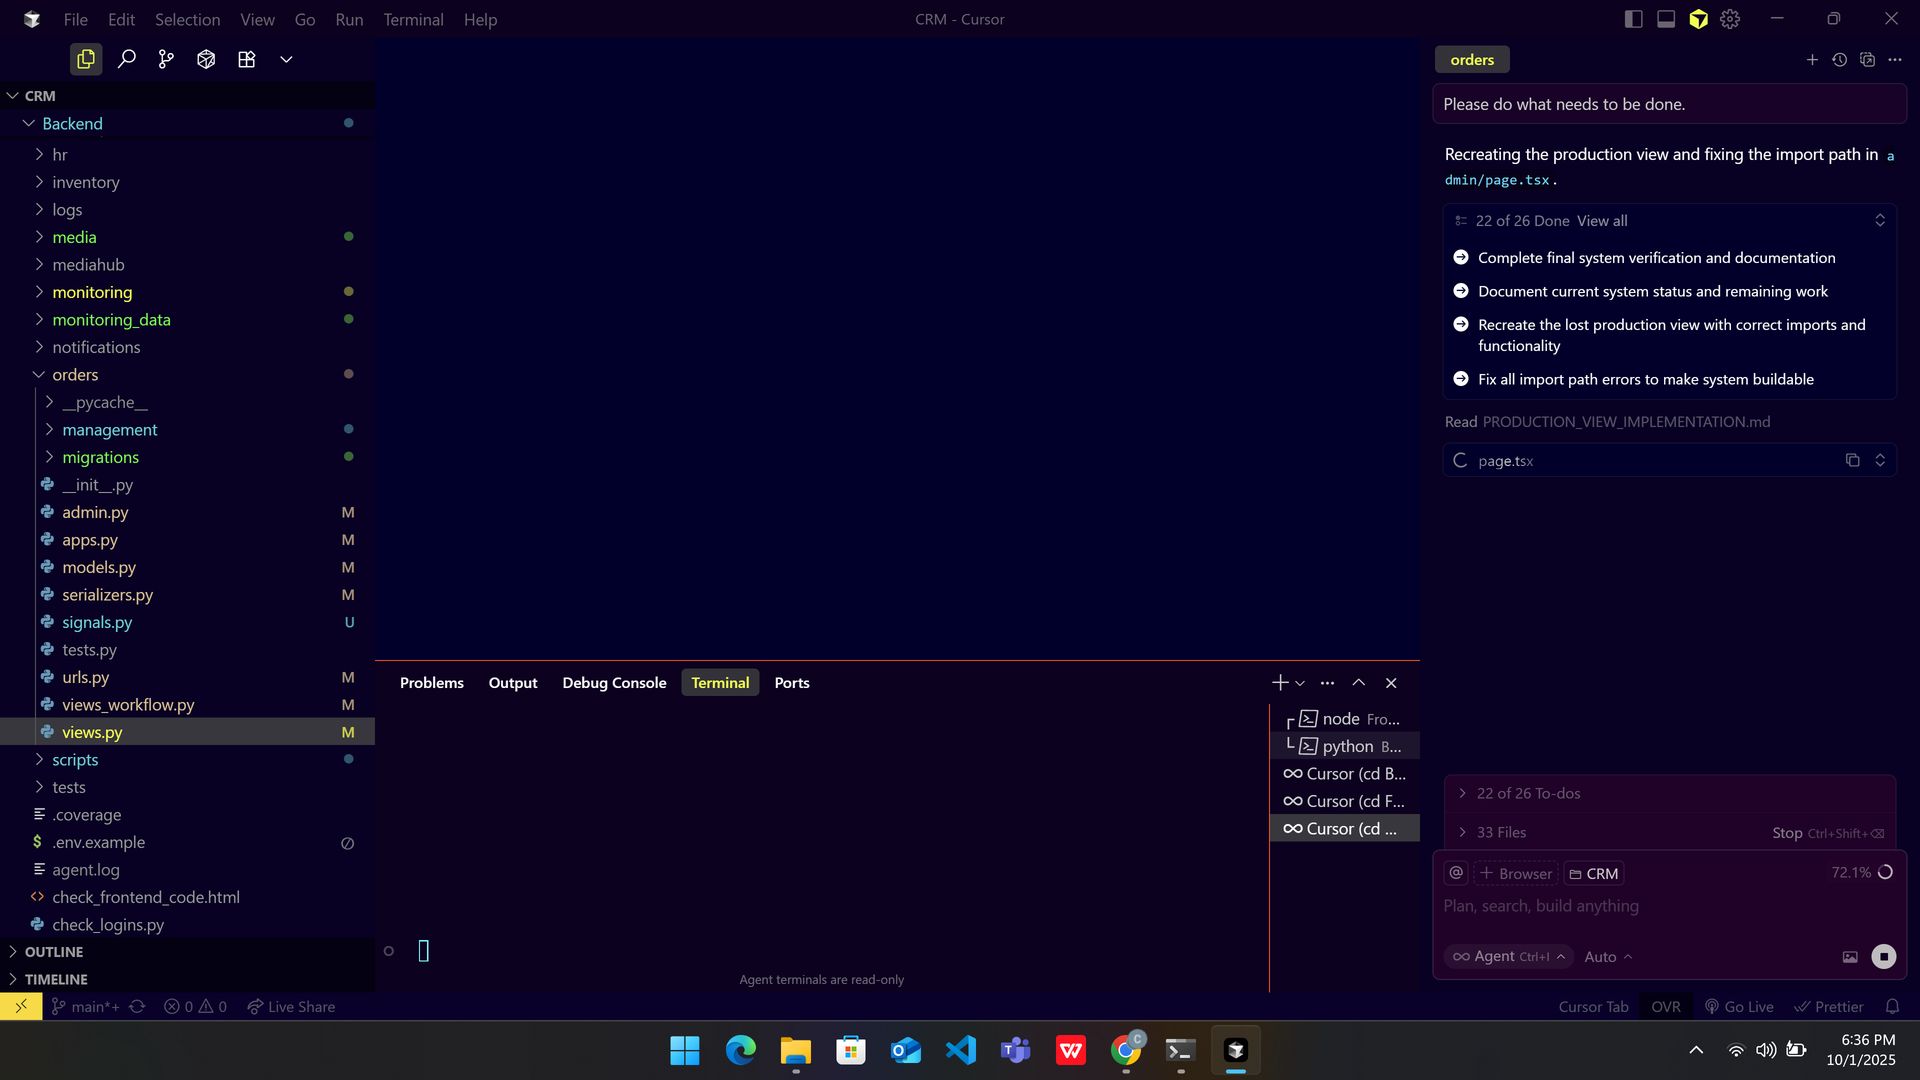 File Edit Selection View Go Run Terminal Help
CRM - Cursor
CRM
Backend
hr
inventory
logs
media
mediahub
monitoring
monitoring_data
notifications
orders
__pycache__
management
migrations
__init__.py
admin.py M
apps.py M
models.py M
serializers.py M
signals.py U
tests.py
urls.py M
views_workflow.py M
views.py M
scripts
tests
.coverage
.env.example
agent.log
check_frontend_code.html
check_logins.py
OUTLINE
TIMELINE
Problems Output Debug Console Terminal Ports
node Fro...
python B...
Cursor (cd B...
Cursor (cd F...
Cursor (cd ...
Agent terminals are read-only
orders
Please do what needs to be done.
Recreating the production view and fixing the import path in a
dmin/page.tsx.
22 of 26 Done View all
Complete final system verification and documentation
Document current system status and remaining work
Recreate the lost production view with correct imports and
functionality
Fix all import path errors to make system buildable
Read PRODUCTION_VIEW_IMPLEMENTATION.md
page.tsx
22 of 26 To-dos
33 Files Stop Ctrl+Shift+⌫
@ + Browser CRM 72.1%
Plan, search, build anything
Agent Ctrl+I Auto
main*+ 0 0 Live Share
Cursor Tab OVR Go Live Prettier
6:36 PM
10/1/2025